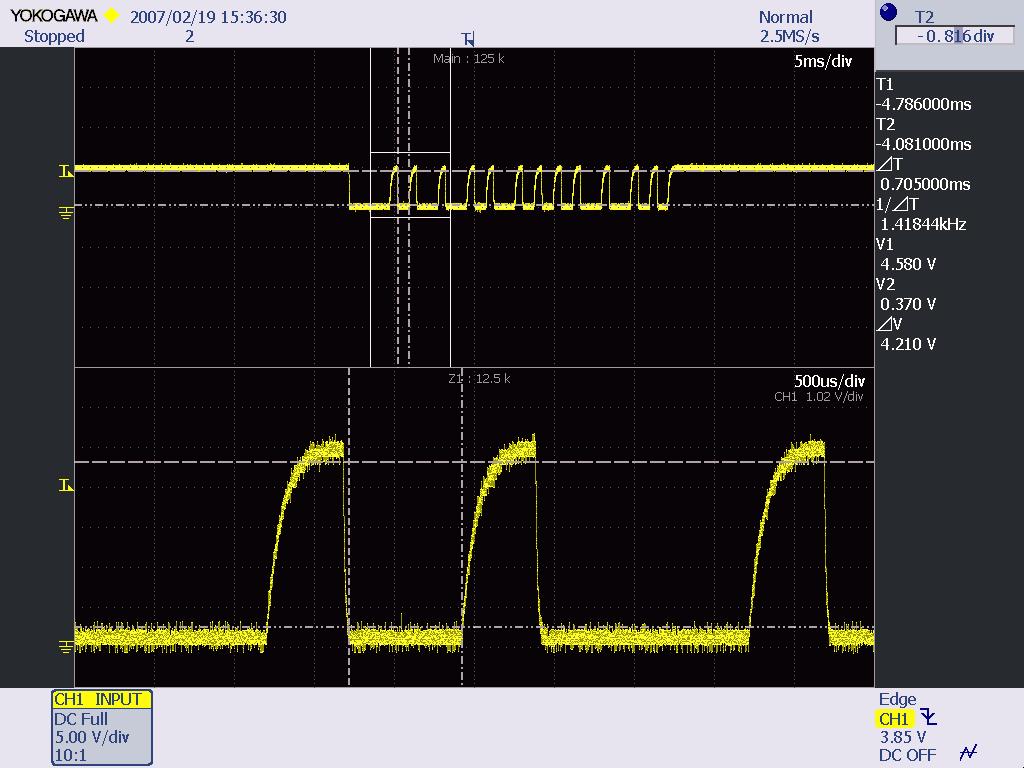 YOKOGAWA 2007/02/19 15:36:30
Stopped 2
Normal
2.5MS/s
T2
-0.816div
Main : 125 k
5ms/div
T1
-4.786000ms
T2
-4.081000ms
⊿T
0.705000ms
1/⊿T
1.41844kHz
V1
4.580 V
V2
0.370 V
⊿V
4.210 V
Z1 : 12.5 k
500us/div
CH1 1.02 V/div
CH1 INPUT
DC Full
5.00 V/div
10:1
Edge
CH1
3.85 V
DC OFF